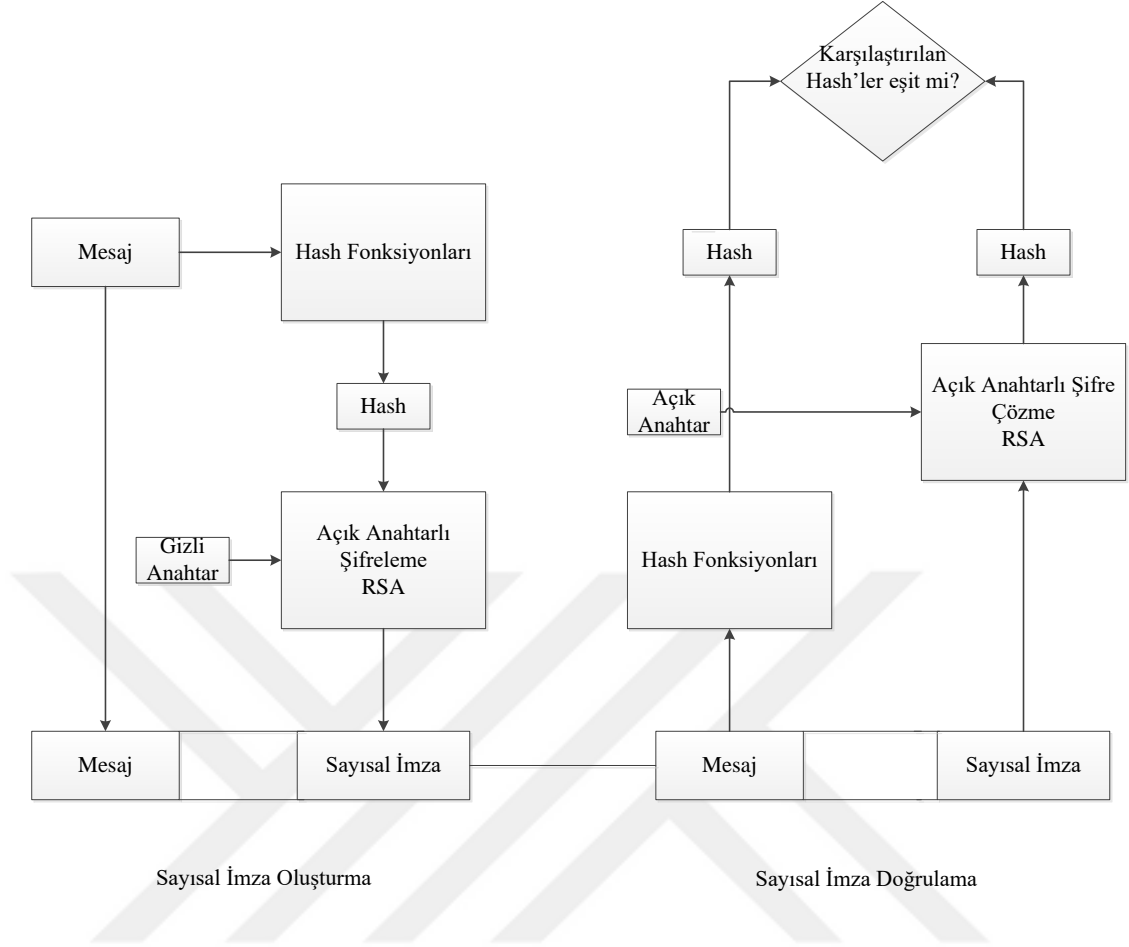 Mesaj
Hash Fonksiyonları
Hash
Gizli
Anahtar
Açık Anahtarlı
Şifreleme
RSA
Mesaj
Sayısal İmza
Sayısal İmza Oluşturma
Karşılaştırılan
Hash’ler eşit mi?
Hash
Hash
Açık
Anahtar
Açık Anahtarlı Şifre
Çözme
RSA
Hash Fonksiyonları
Mesaj
Sayısal İmza
Sayısal İmza Doğrulama